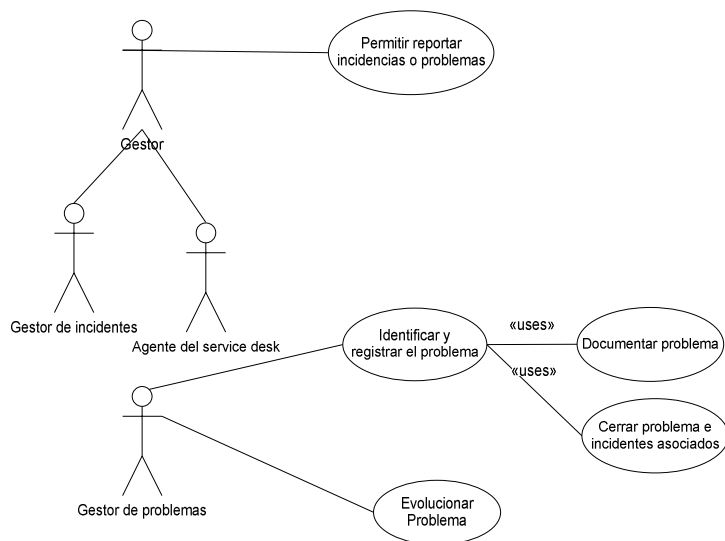 Permitir reportar
incidencias o problemas
Gestor
Gestor de incidentes
Agente del service desk
Identificar y
registrar el problema
«uses»
Documentar problema
«uses»
Cerrar problema e
incidentes asociados
Gestor de problemas
Evolucionar
Problema